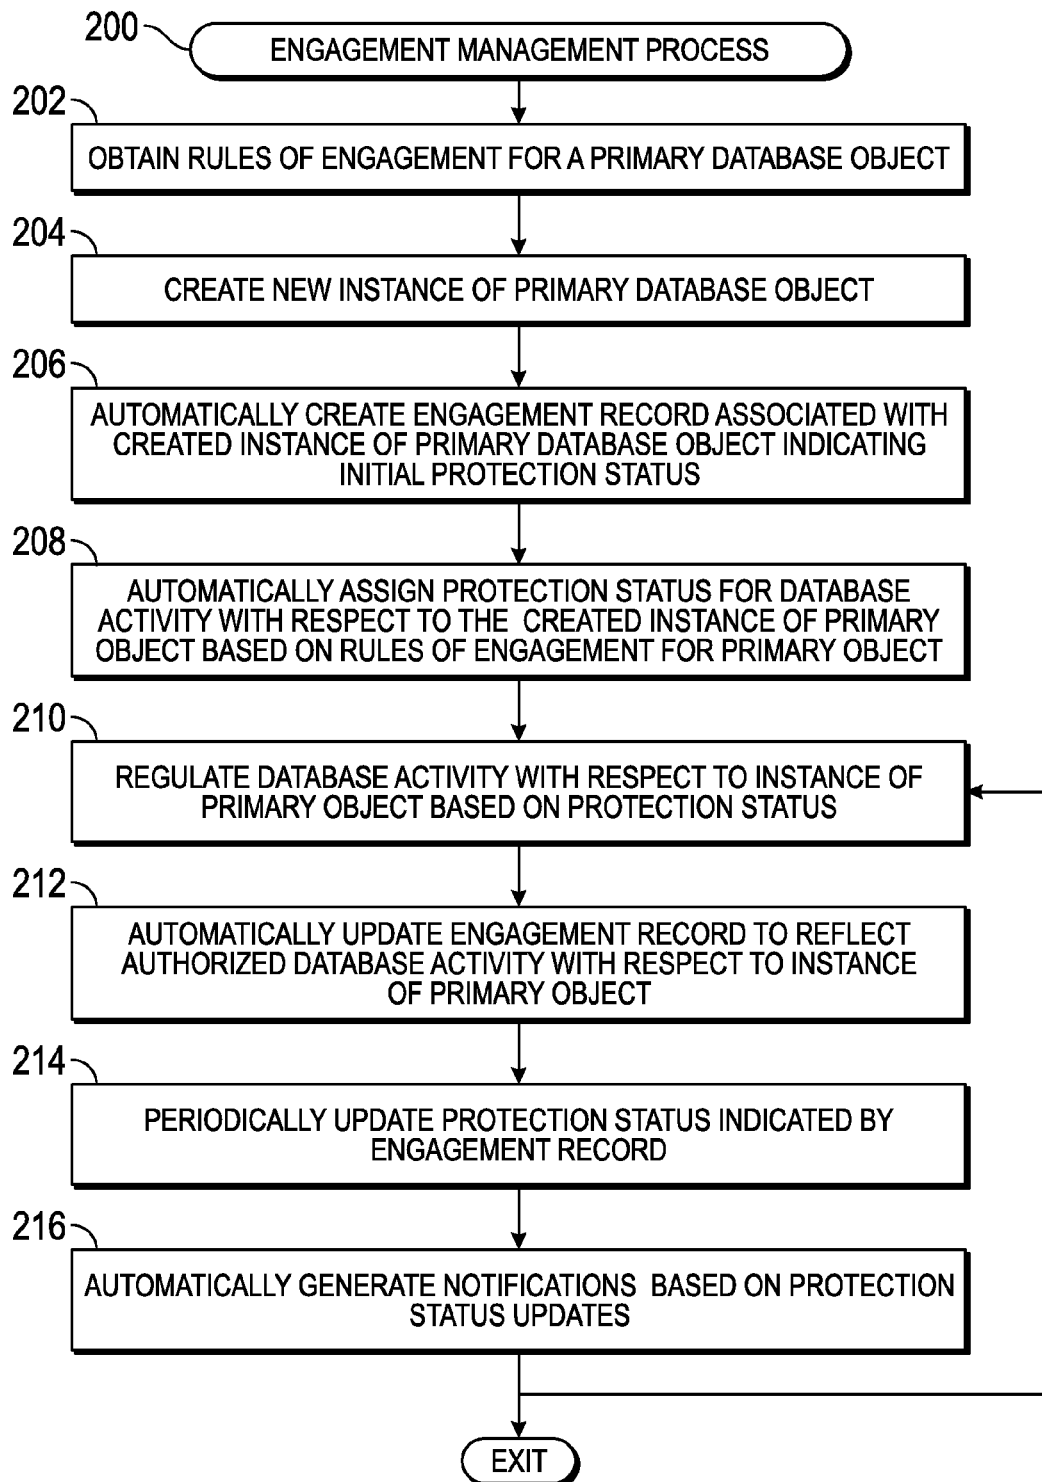 200
ENGAGEMENT MANAGEMENT PROCESS
202
OBTAIN RULES OF ENGAGEMENT FOR A PRIMARY DATABASE OBJECT
204
CREATE NEW INSTANCE OF PRIMARY DATABASE OBJECT
206
AUTOMATICALLY CREATE ENGAGEMENT RECORD ASSOCIATED WITH
CREATED INSTANCE OF PRIMARY DATABASE OBJECT INDICATING
INITIAL PROTECTION STATUS
208
AUTOMATICALLY ASSIGN PROTECTION STATUS FOR DATABASE
ACTIVITY WITH RESPECT TO THE CREATED INSTANCE OF PRIMARY
OBJECT BASED ON RULES OF ENGAGEMENT FOR PRIMARY OBJECT
210
REGULATE DATABASE ACTIVITY WITH RESPECT TO INSTANCE OF
PRIMARY OBJECT BASED ON PROTECTION STATUS
212
AUTOMATICALLY UPDATE ENGAGEMENT RECORD TO REFLECT
AUTHORIZED DATABASE ACTIVITY WITH RESPECT TO INSTANCE
OF PRIMARY OBJECT
214
PERIODICALLY UPDATE PROTECTION STATUS INDICATED BY
ENGAGEMENT RECORD
216
AUTOMATICALLY GENERATE NOTIFICATIONS BASED ON PROTECTION
STATUS UPDATES
EXIT